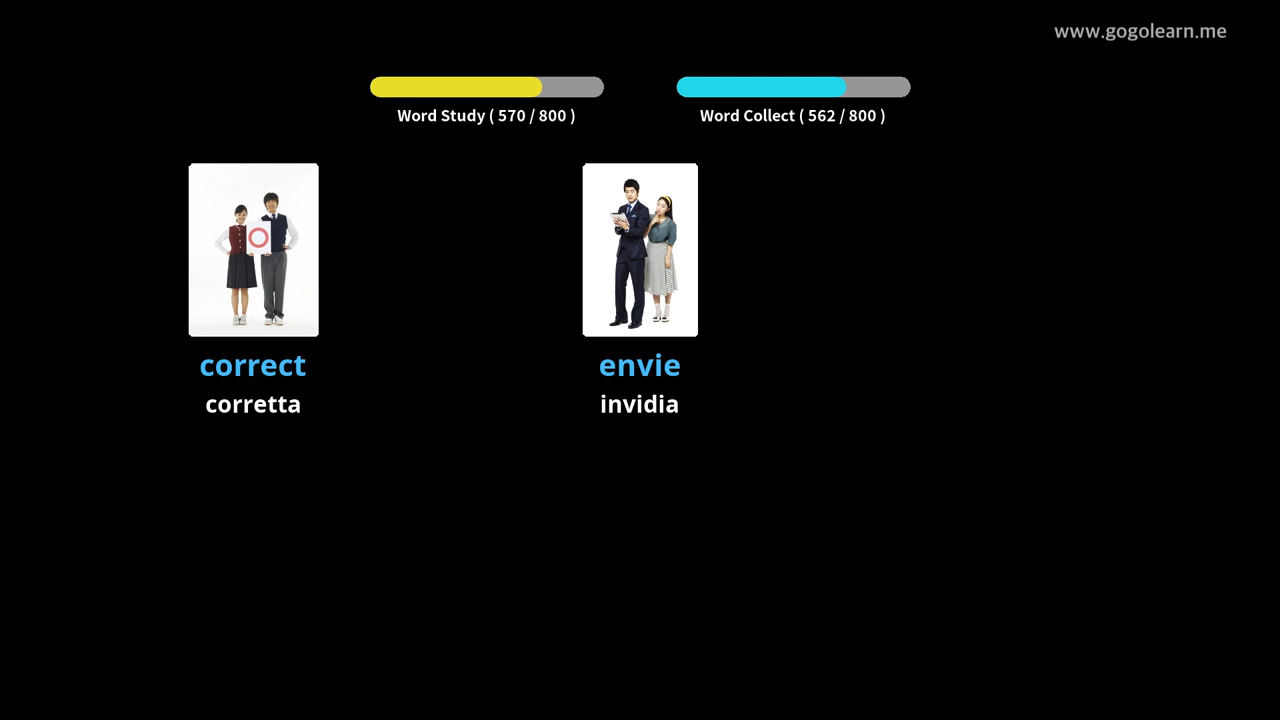 www.gogolearn.me
Word Study ( 570 / 800 )
Word Collect ( 562 / 800 )
correct
corretta
envie
invidia